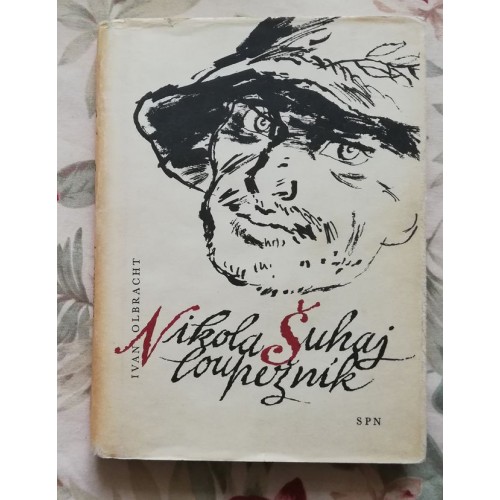 IVAN OLBRACHT
Nikola Šuhaj
loupežník
SPN